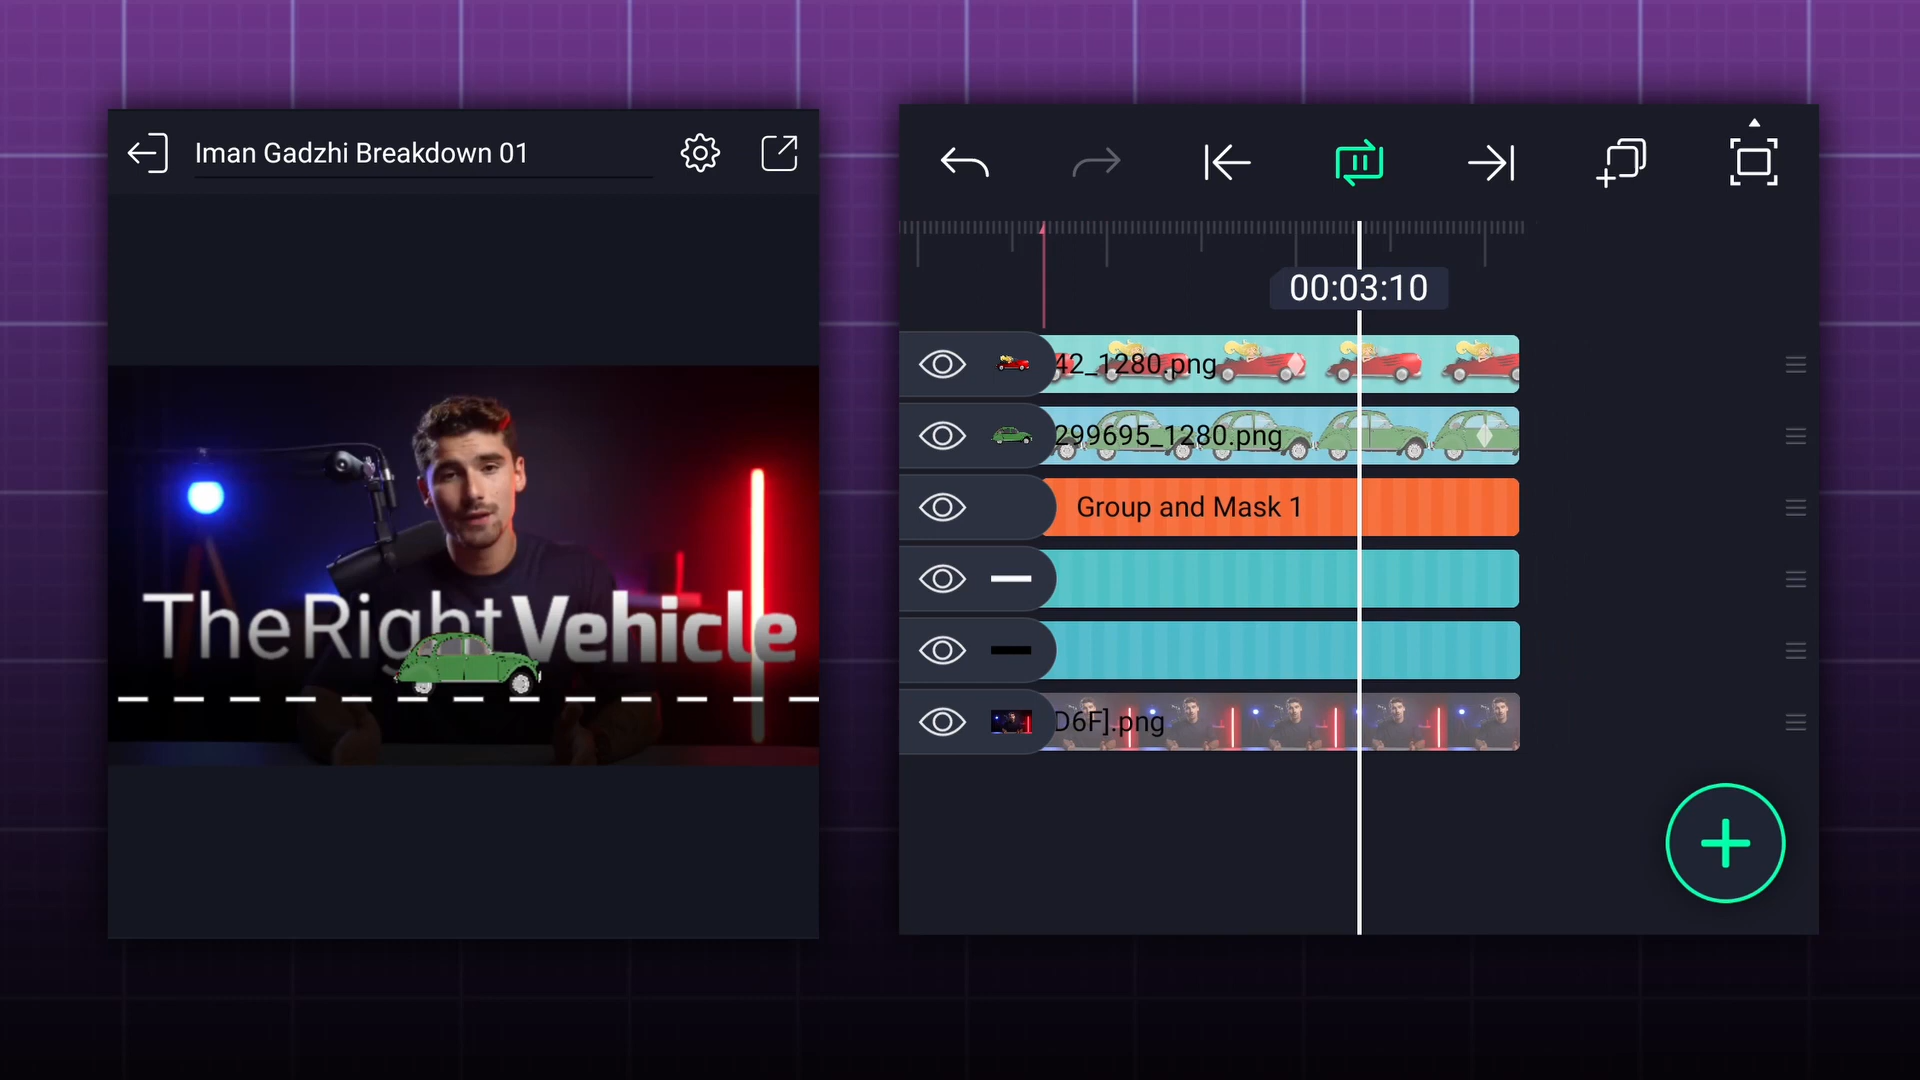 Iman Gadzhi Breakdown 01
The Right Vehicle
00:03:10
42_1280.png
299695_1280.png
Group and Mask 1
D6F].png